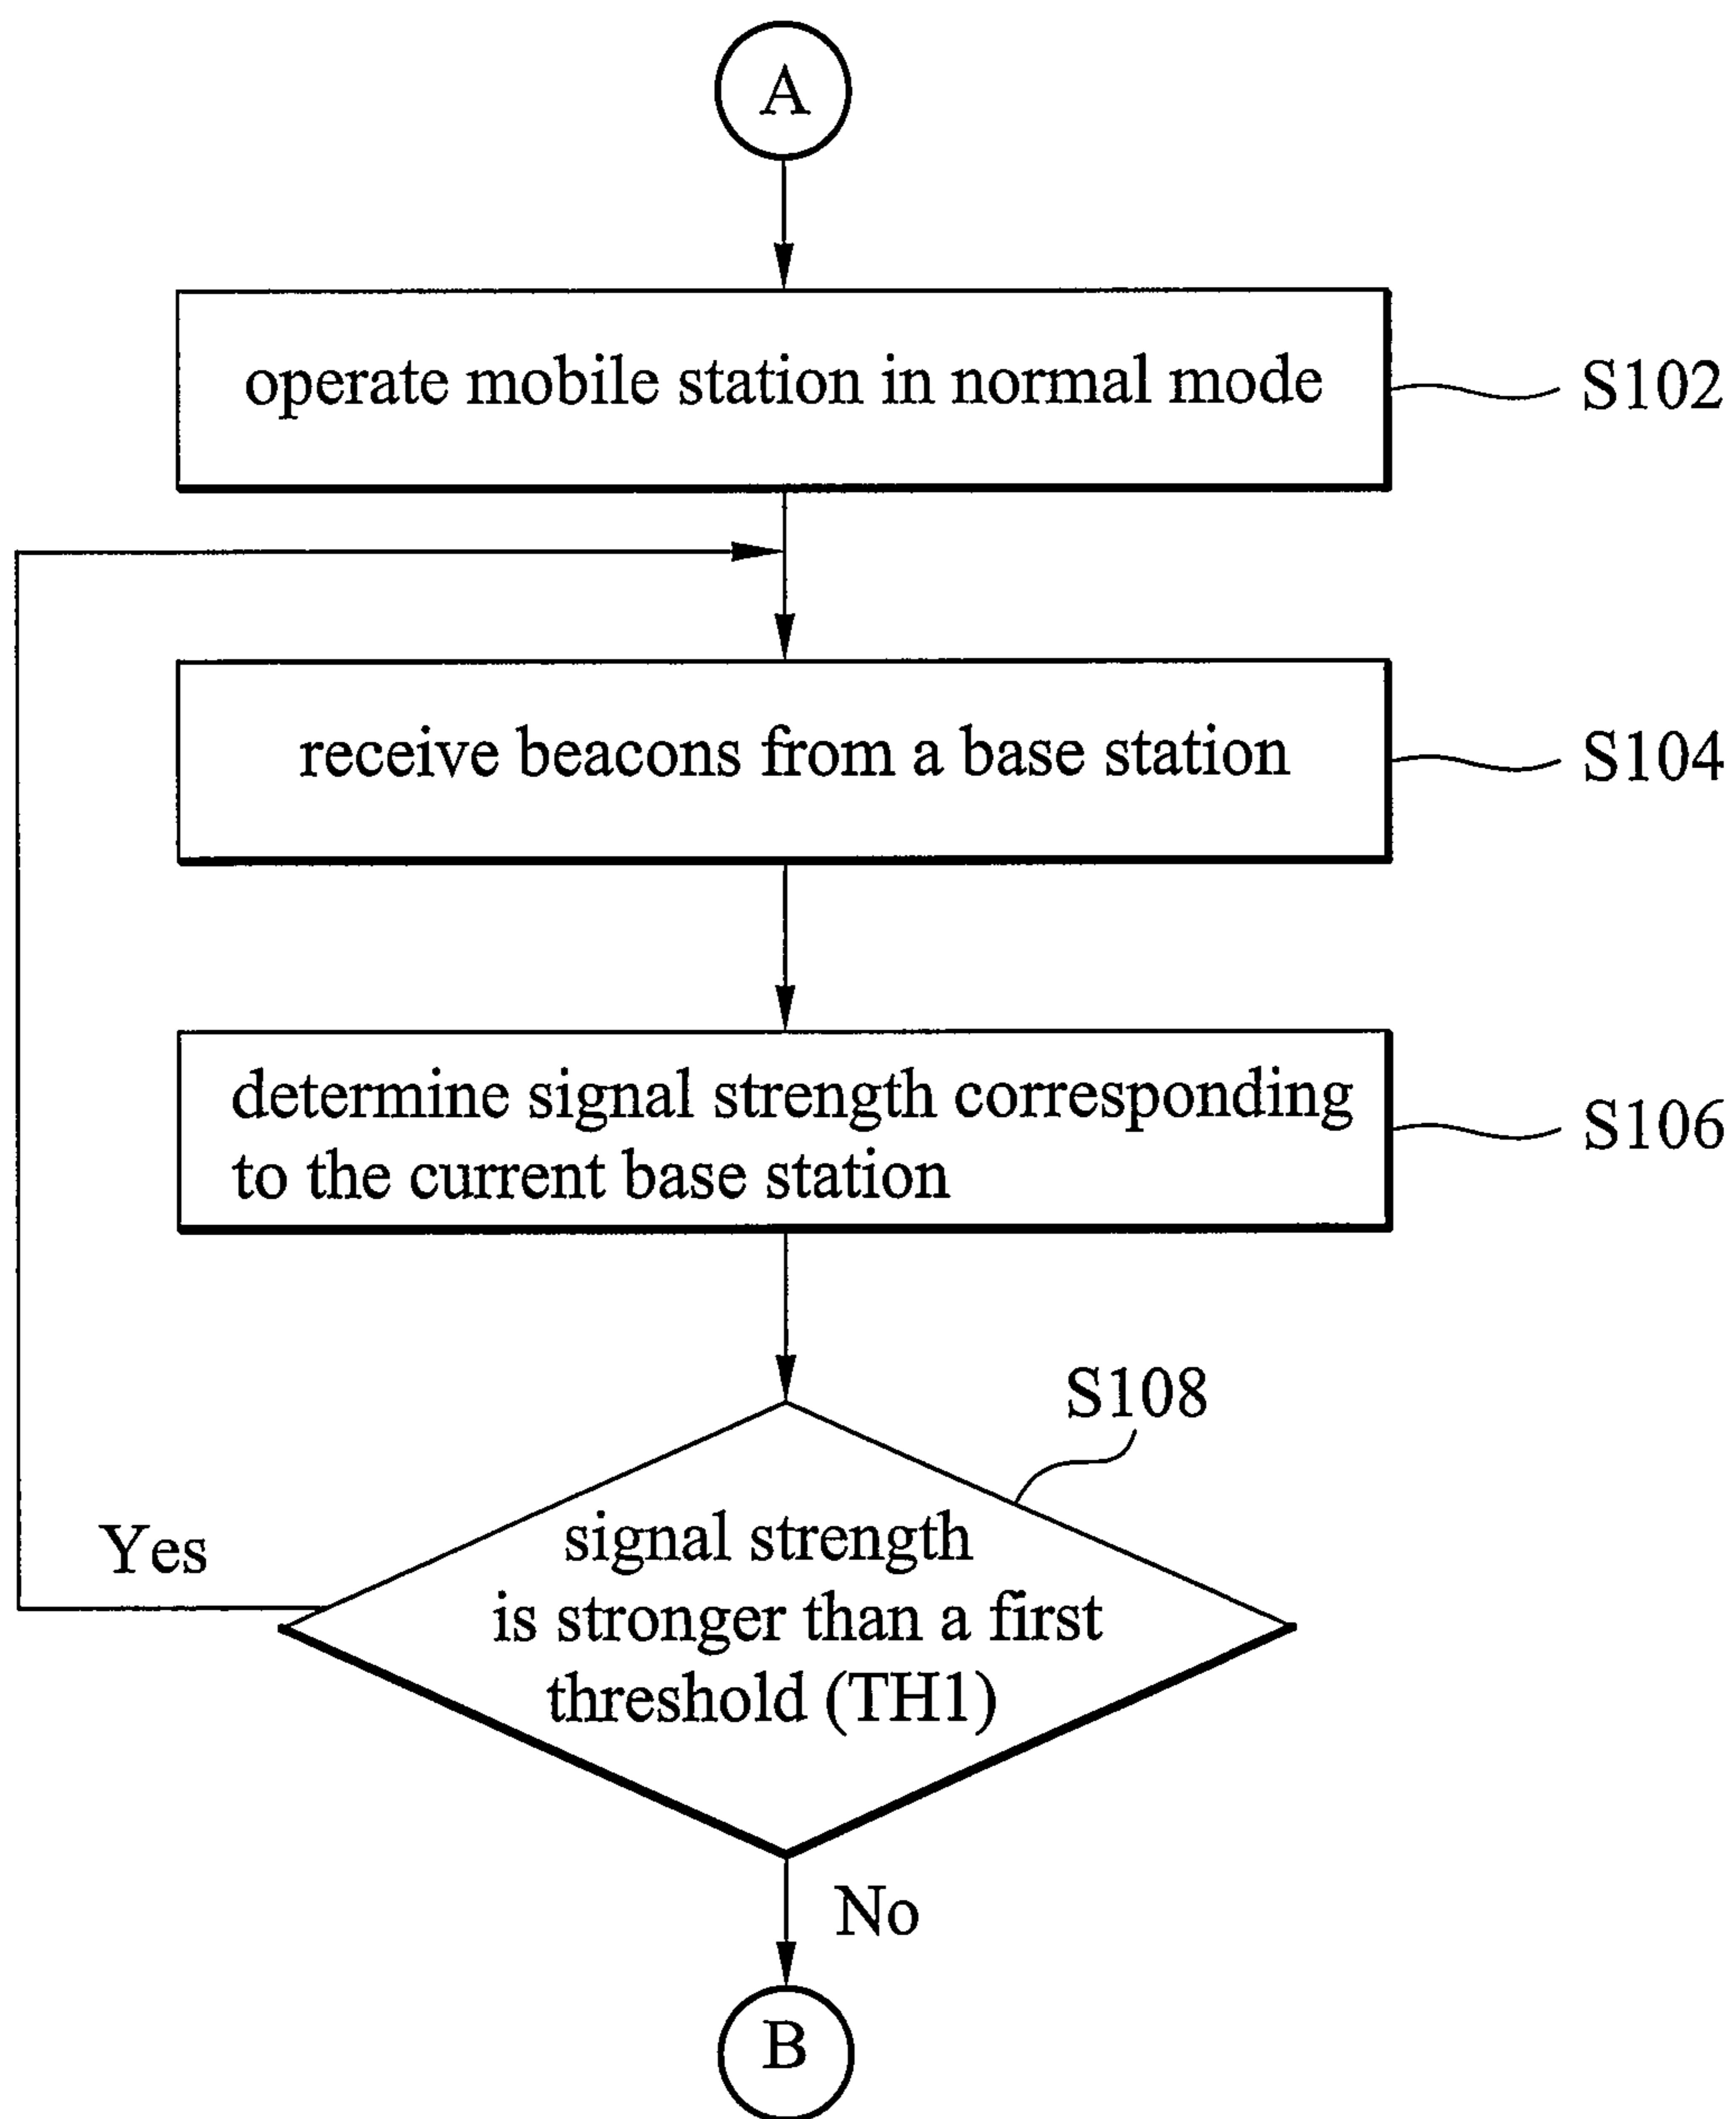 A
operate mobile station in normal mode
S102
receive beacons from a base station
S104
determine signal strength corresponding
to the current base station
S106
S108
Yes
signal strength
is stronger than a first
threshold (TH1)
No
B